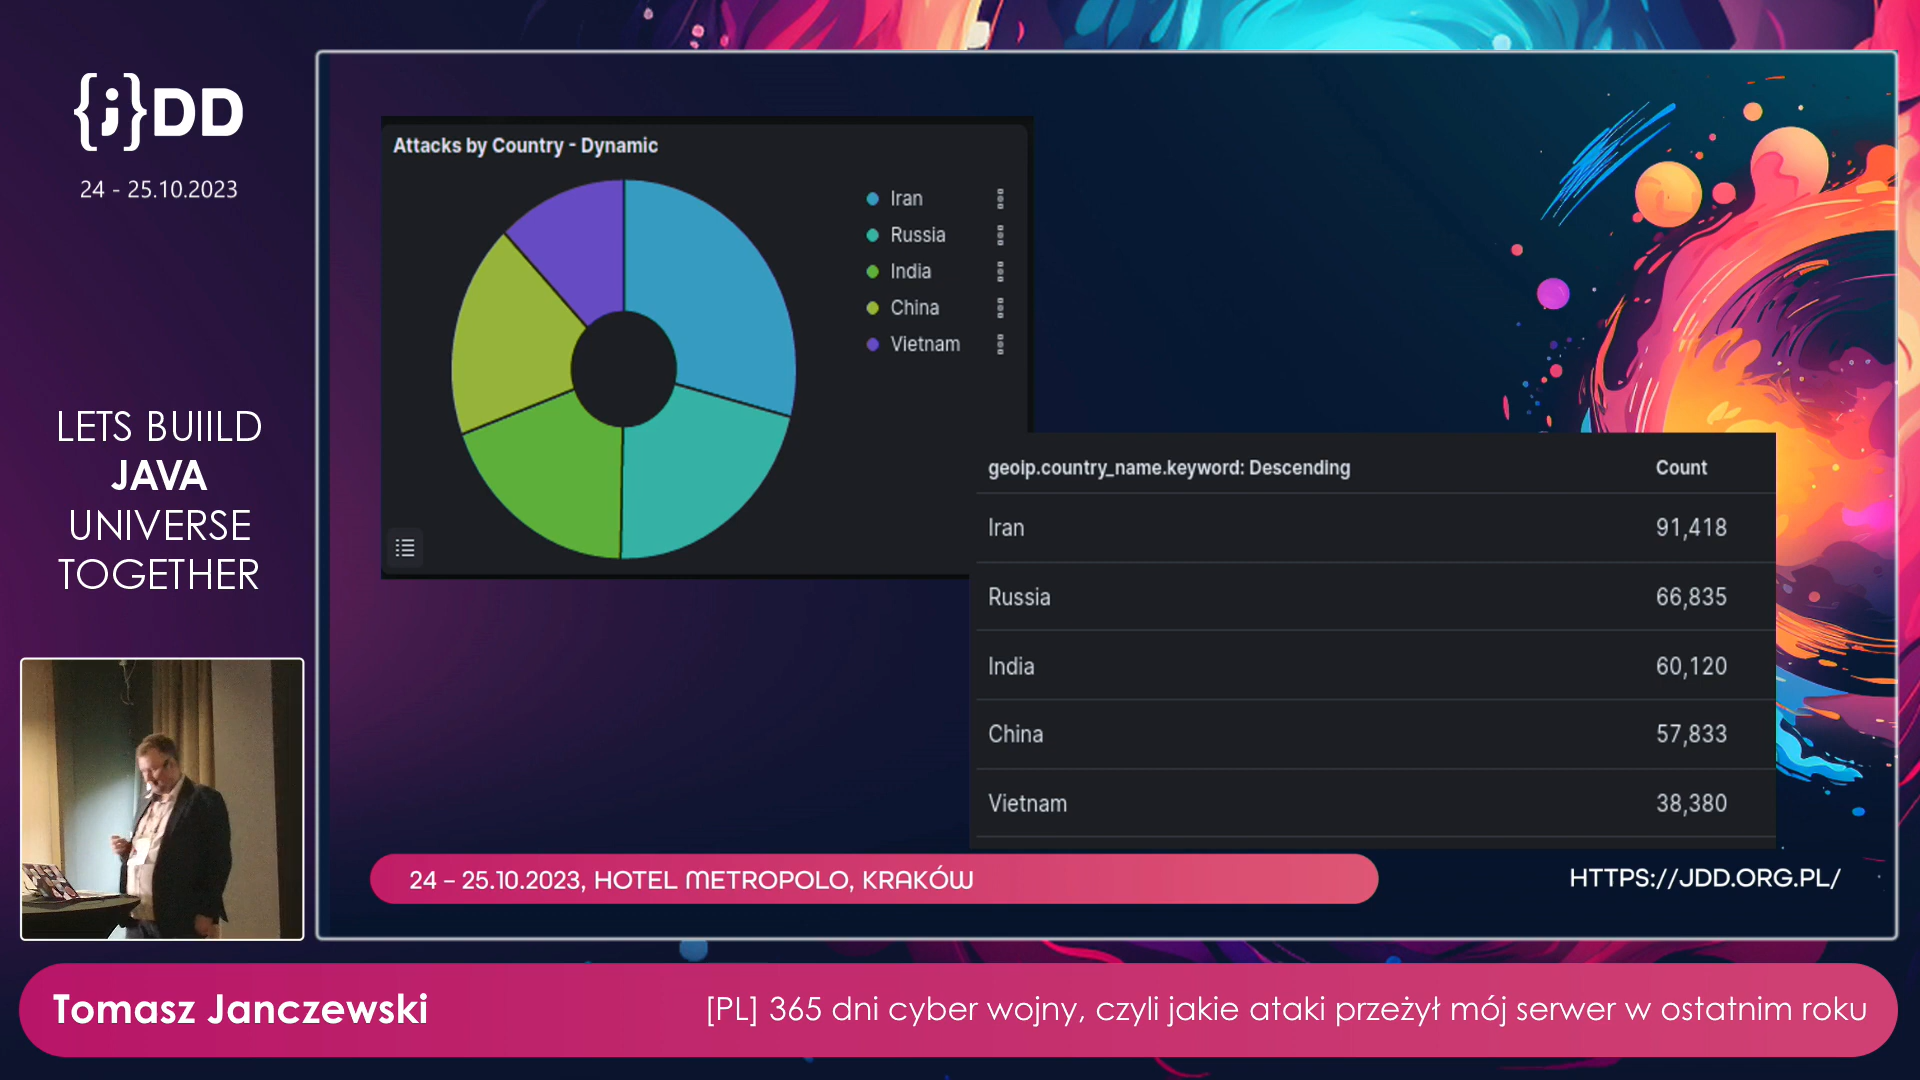 {j}DD
24 - 25.10.2023
LETS BUIILD
JAVA
UNIVERSE
TOGETHER
Attacks by Country - Dynamic
Iran
Russia
India
China
Vietnam
geoip.country_name.keyword: Descending Count
Iran 91,418
Russia 66,835
India 60,120
China 57,833
Vietnam 38,380
24 – 25.10.2023, HOTEL METROPOLO, KRAKÓW
HTTPS://JDD.ORG.PL/
Tomasz Janczewski
[PL] 365 dni cyber wojny, czyli jakie ataki przeżył mój serwer w ostatnim roku